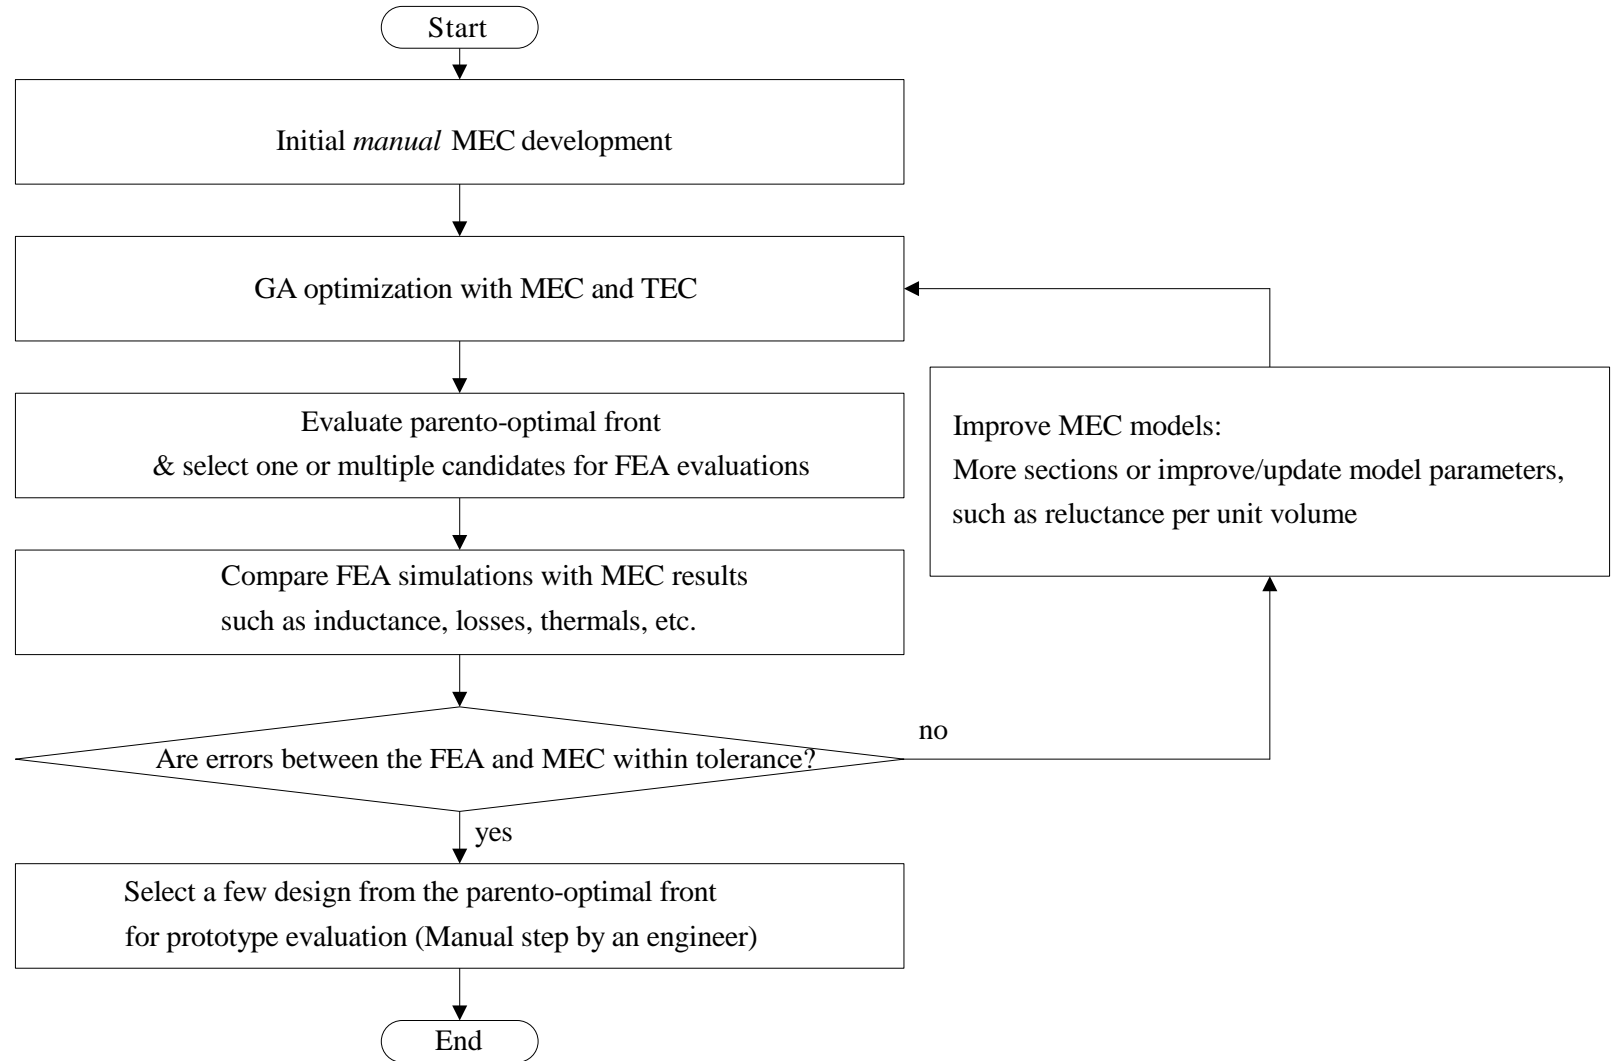 Start
Initial manual MEC development
GA optimization with MEC and TEC
Evaluate parento-optimal front
& select one or multiple candidates for FEA evaluations
Compare FEA simulations with MEC results
such as inductance, losses, thermals, etc.
Are errors between the FEA and MEC within tolerance?
no
Improve MEC models:
More sections or improve/update model parameters,
such as reluctance per unit volume
yes
Select a few design from the parento-optimal front
for prototype evaluation (Manual step by an engineer)
End